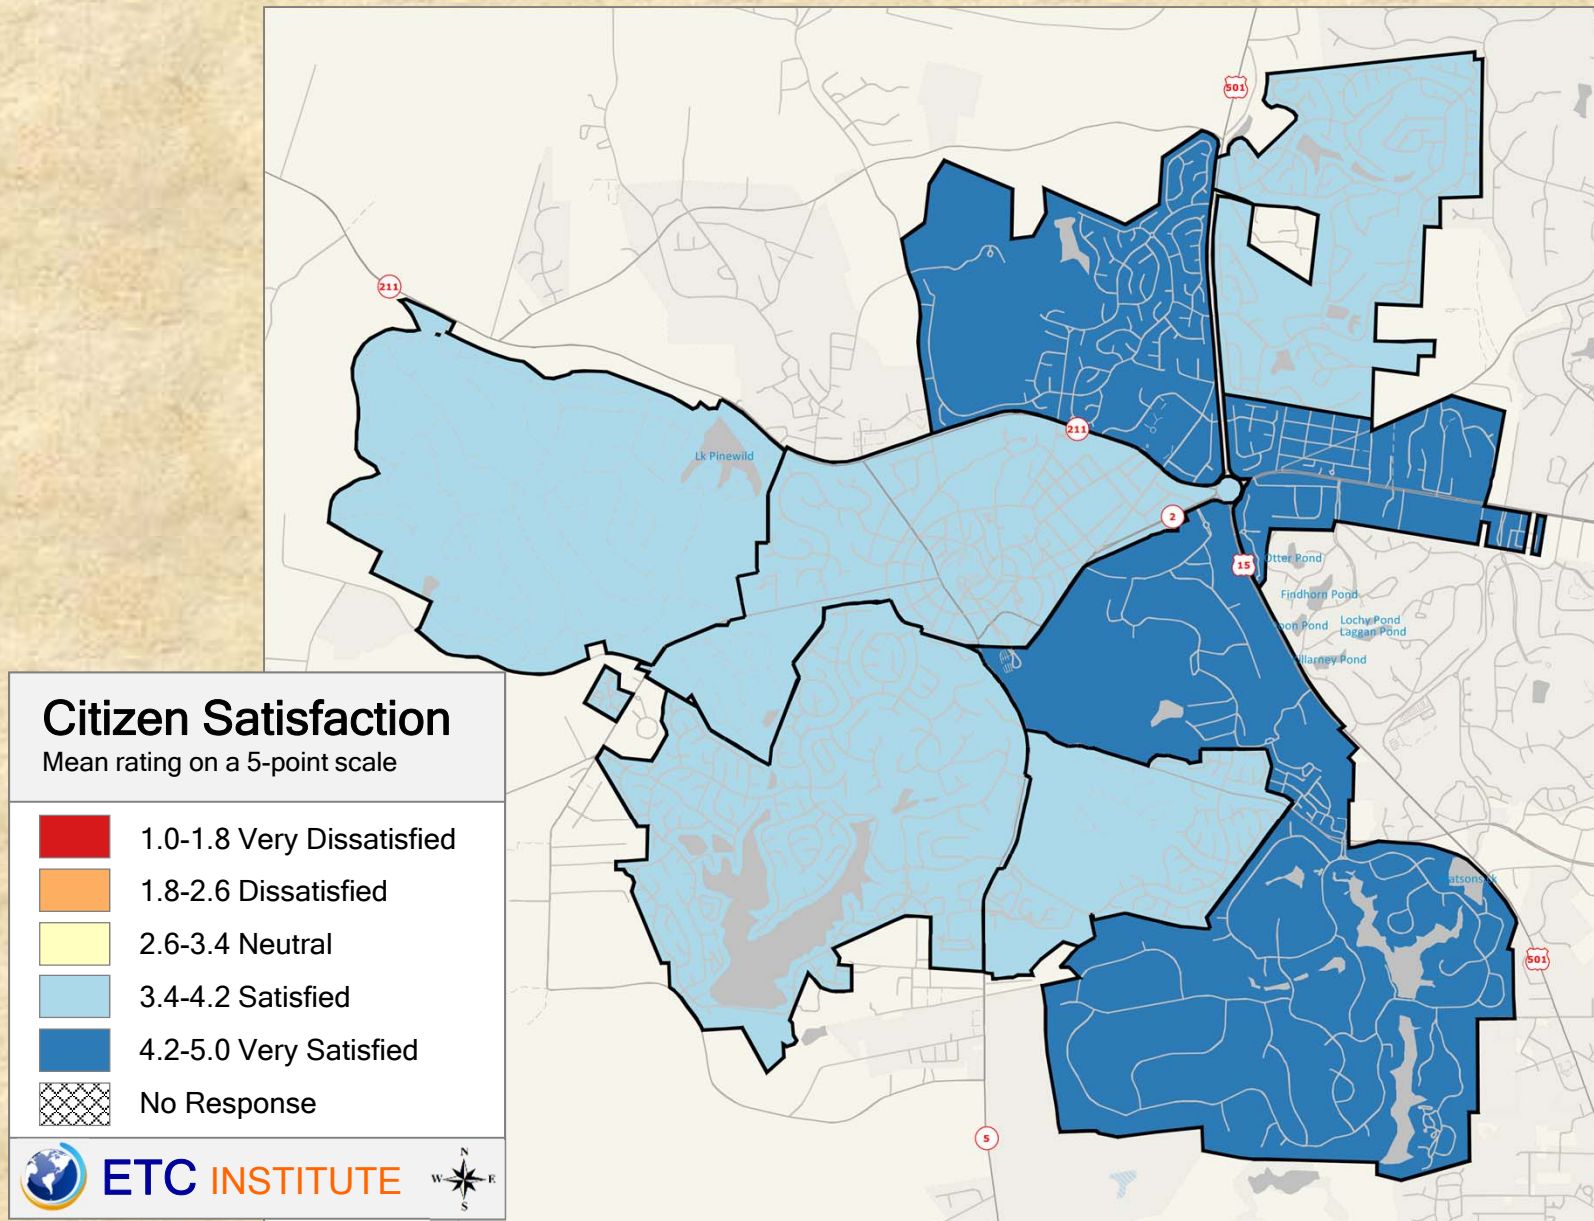 501
211
211
Lk Pinewild
2
15
Otter Pond
Findhorn Pond
Lochy Pond
Laggan Pond
Citizen Satisfaction
Mean rating on a 5-point scale
1.0-1.8 Very Dissatisfied
1.8-2.6 Dissatisfied
2.6-3.4 Neutral
3.4-4.2 Satisfied
4.2-5.0 Very Satisfied
No Response
501
5
ETC INSTITUTE
N
W E
S